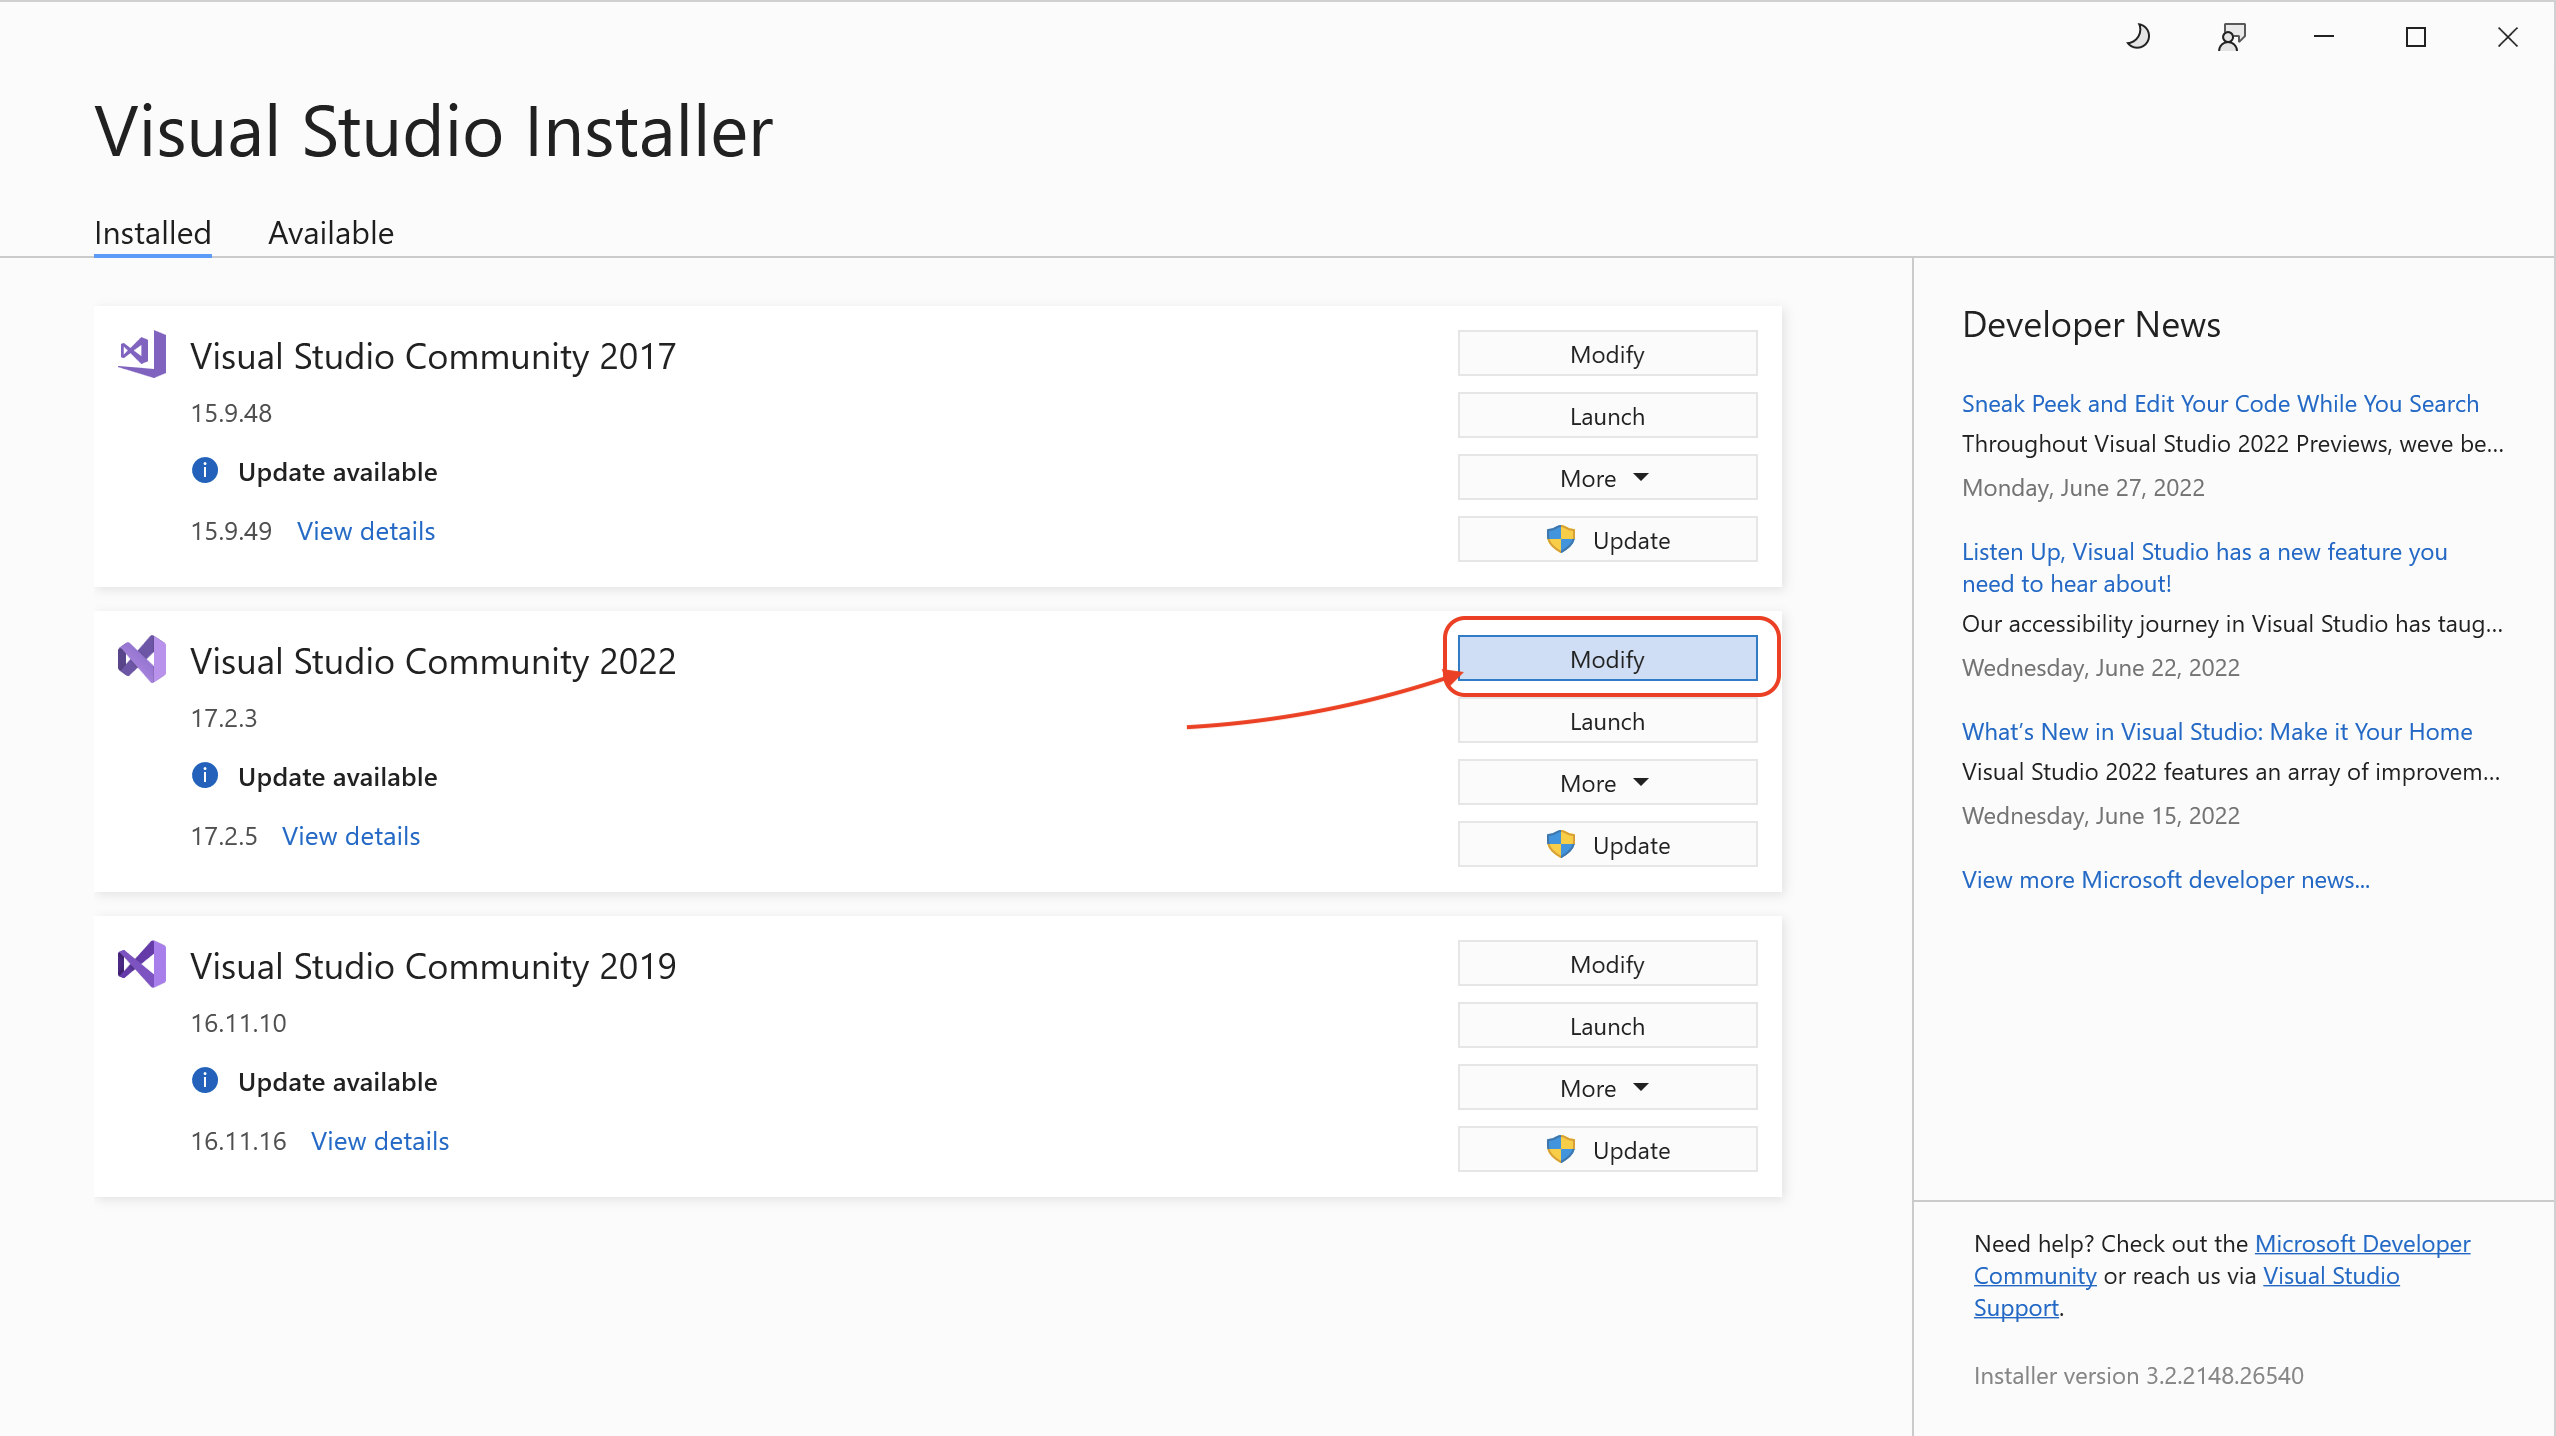 Visual Studio Installer
Installed
Available
Visual Studio Community 2017
15.9.48
Update available
15.9.49 View details
Modify
Launch
More
Update
Visual Studio Community 2022
17.2.3
Update available
17.2.5 View details
Modify
Launch
More
Update
Visual Studio Community 2019
16.11.10
Update available
16.11.16 View details
Modify
Launch
More
Update
Developer News
Sneak Peek and Edit Your Code While You Search
Throughout Visual Studio 2022 Previews, weve be...
Monday, June 27, 2022
Listen Up, Visual Studio has a new feature you
need to hear about!
Our accessibility journey in Visual Studio has taug...
Wednesday, June 22, 2022
What’s New in Visual Studio: Make it Your Home
Visual Studio 2022 features an array of improvem...
Wednesday, June 15, 2022
View more Microsoft developer news...
Need help? Check out the Microsoft Developer
Community or reach us via Visual Studio
Support.
Installer version 3.2.2148.26540